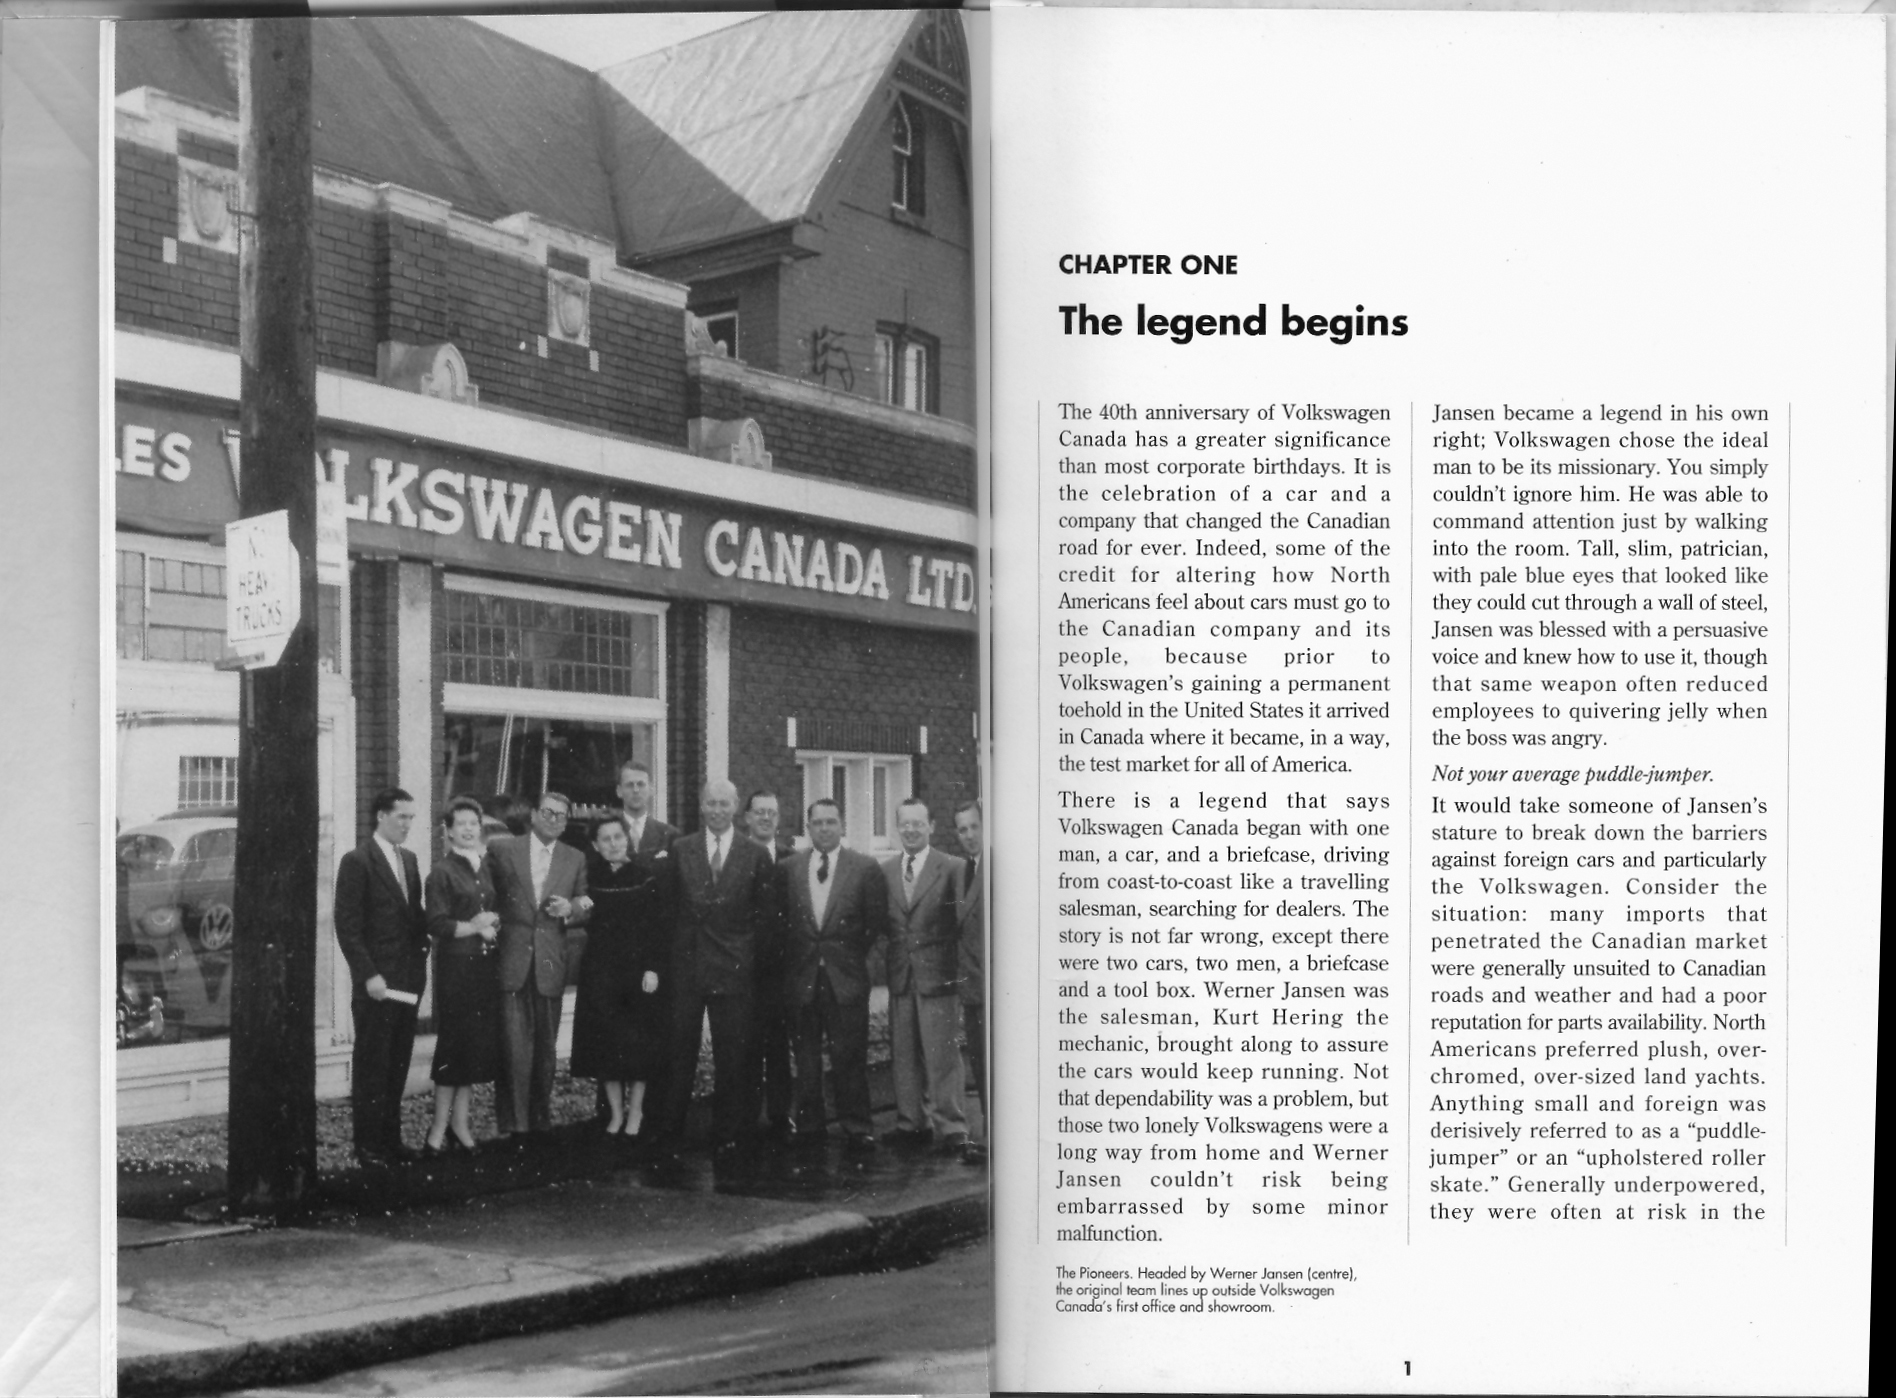 LES VOLKSWAGEN CANADA LTD.
HEAVY
TRUCKS
CHAPTER ONE
The legend begins
The 40th anniversary of Volkswagen
Canada has a greater significance
than most corporate birthdays. It is
the celebration of a car and a
company that changed the Canadian
road for ever. Indeed, some of the
credit for altering how North
Americans feel about cars must go to
the Canadian company and its
people, because prior to
Volkswagen's gaining a permanent
toehold in the United States it arrived
in Canada where it became, in a way,
the test market for all of America.
There is a legend that says
Volkswagen Canada began with one
man, a car, and a briefcase, driving
from coast-to-coast like a travelling
salesman, searching for dealers. The
story is not far wrong, except there
were two cars, two men, a briefcase
and a tool box. Werner Jansen was
the salesman, Kurt Hering the
mechanic, brought along to assure
the cars would keep running. Not
that dependability was a problem, but
those two lonely Volkswagens were a
long way from home and Werner
Jansen couldn't risk being
embarrassed by some minor
malfunction.
The Pioneers. Headed by Werner Jansen (centre),
the original team lines up outside Volkswagen
Canada's first office and showroom.
Jansen became a legend in his own
right; Volkswagen chose the ideal
man to be its missionary. You simply
couldn't ignore him. He was able to
command attention just by walking
into the room. Tall, slim, patrician,
with pale blue eyes that looked like
they could cut through a wall of steel,
Jansen was blessed with a persuasive
voice and knew how to use it, though
that same weapon often reduced
employees to quivering jelly when
the boss was angry.
Not your average puddle-jumper.
It would take someone of Jansen's
stature to break down the barriers
against foreign cars and particularly
the Volkswagen. Consider the
situation: many imports that
penetrated the Canadian market
were generally unsuited to Canadian
roads and weather and had a poor
reputation for parts availability. North
Americans preferred plush, over-
chromed, over-sized land yachts.
Anything small and foreign was
derisively referred to as a “puddle-
jumper” or an “upholstered roller
skate.” Generally underpowered,
they were often at risk in the
1